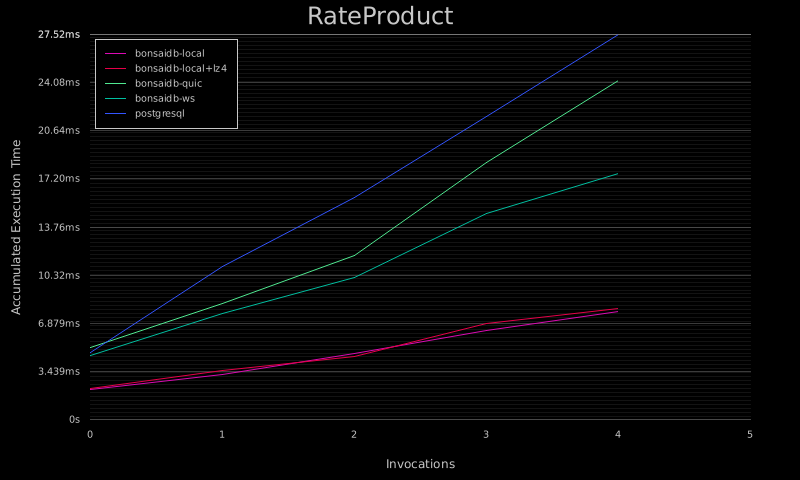 RateProduct
27.52ms
24.08ms
20.64ms
17.20ms
13.76ms
10.32ms
6.879ms
3.439ms
0s
bonsaidb-local
bonsaidb-local+lz4
bonsaidb-quic
bonsaidb-ws
postgresql
Accumulated Execution Time
0 1 2 3 4 5
Invocations